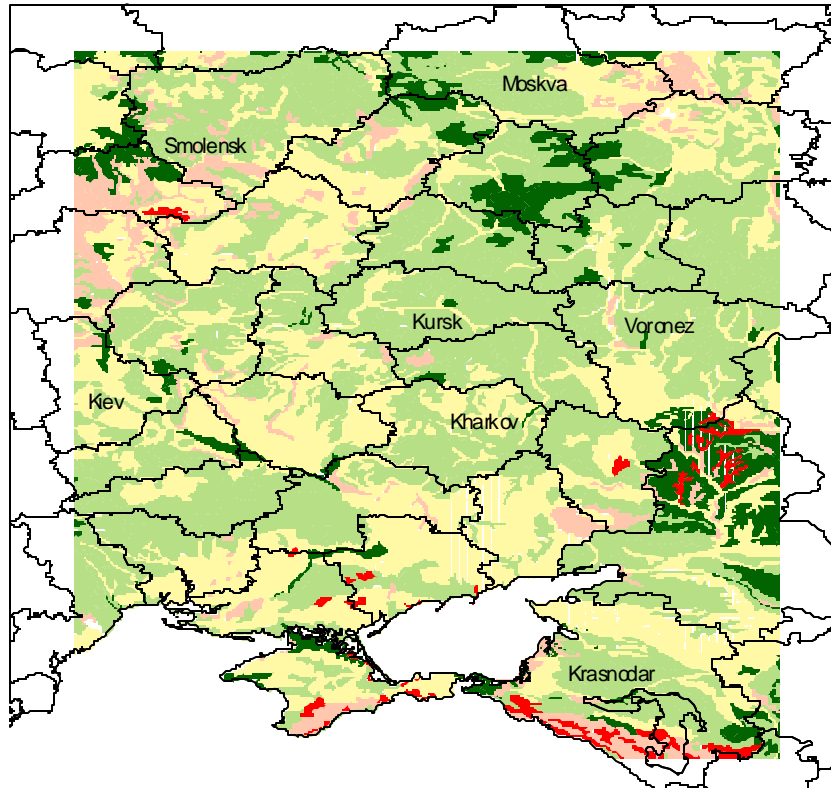 Moskva
Smolensk
Kursk
Voronez
Kiev
Kharkov
Krasnodar